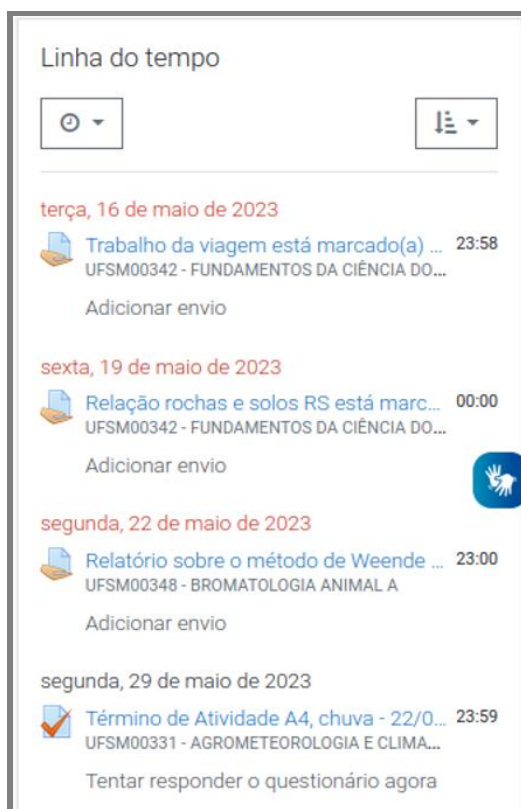 Linha do tempo
terça, 16 de maio de 2023
Trabalho da viagem está marcado(a) ... 23:58
UFSM00342 - FUNDAMENTOS DA CIÊNCIA DO...
Adicionar envio
sexta, 19 de maio de 2023
Relação rochas e solos RS está marc... 00:00
UFSM00342 - FUNDAMENTOS DA CIÊNCIA DO...
Adicionar envio
segunda, 22 de maio de 2023
Relatório sobre o método de Weende ... 23:00
UFSM00348 - BROMATOLOGIA ANIMAL A
Adicionar envio
segunda, 29 de maio de 2023
Término de Atividade A4, chuva - 22/0... 23:59
UFSM00331 - AGROMETEOROLOGIA E CLIMA...
Tentar responder o questionário agora